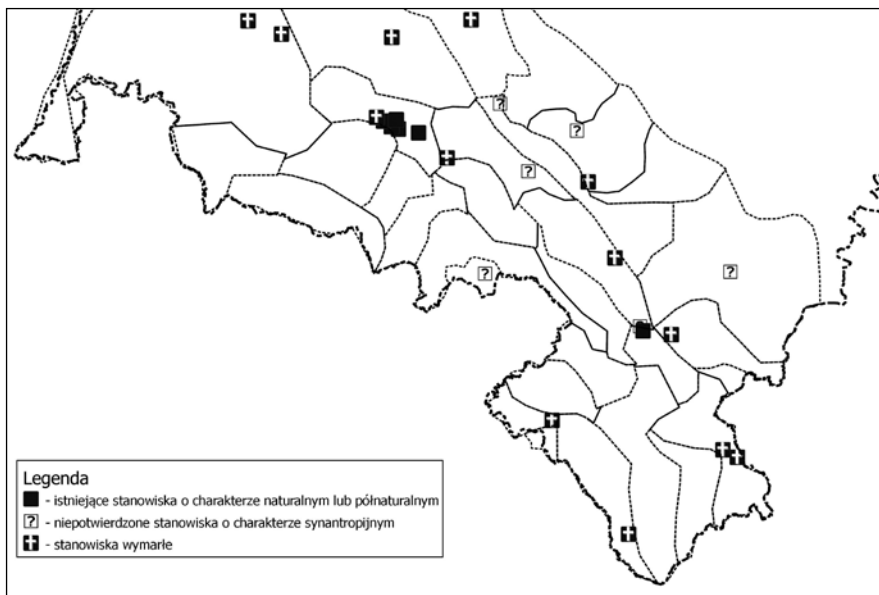 Legenda
- istniejące stanowiska o charakterze naturalnym lub półnaturalnym
? - niepotwierdzone stanowiska o charakterze synantropijnym
- stanowiska wymarłe